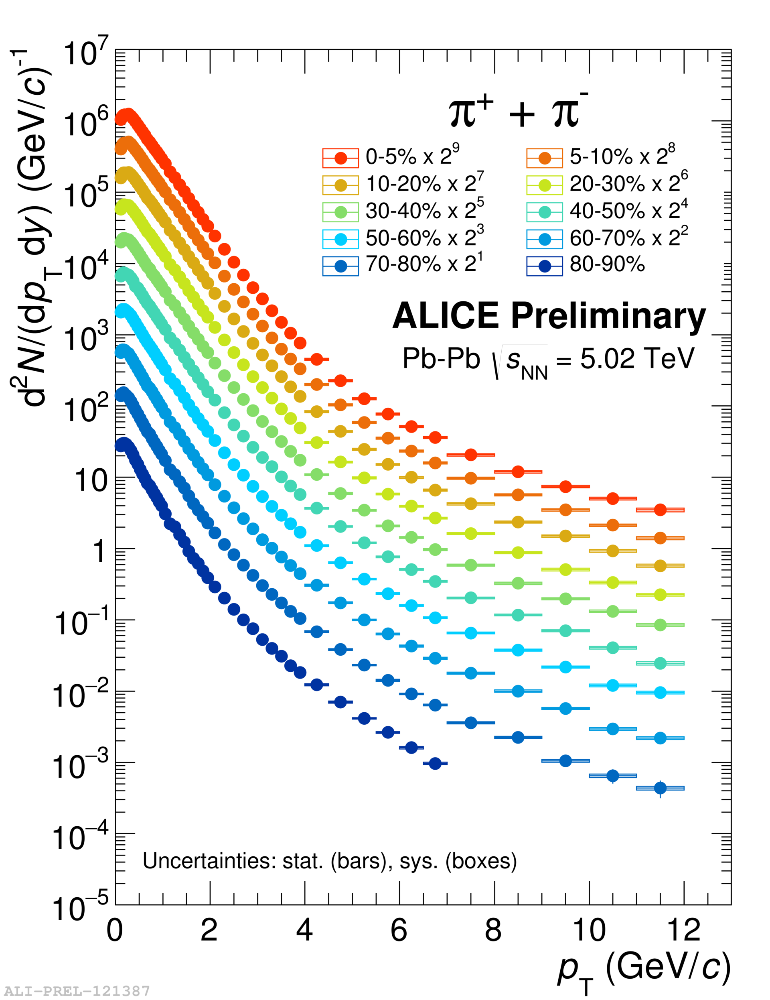 d²N/(dp_T dy) (GeV/c)⁻¹
10⁷
10⁶
10⁵
10⁴
10³
10²
10
1
10⁻¹
10⁻²
10⁻³
10⁻⁴
10⁻⁵
π⁺ + π⁻
0-5% x 2⁹
5-10% x 2⁸
10-20% x 2⁷
20-30% x 2⁶
30-40% x 2⁵
40-50% x 2⁴
50-60% x 2³
60-70% x 2²
70-80% x 2¹
80-90%
ALICE Preliminary
Pb-Pb √s_NN = 5.02 TeV
Uncertainties: stat. (bars), sys. (boxes)
0 2 4 6 8 10 12
p_T (GeV/c)
ALI-PREL-121387